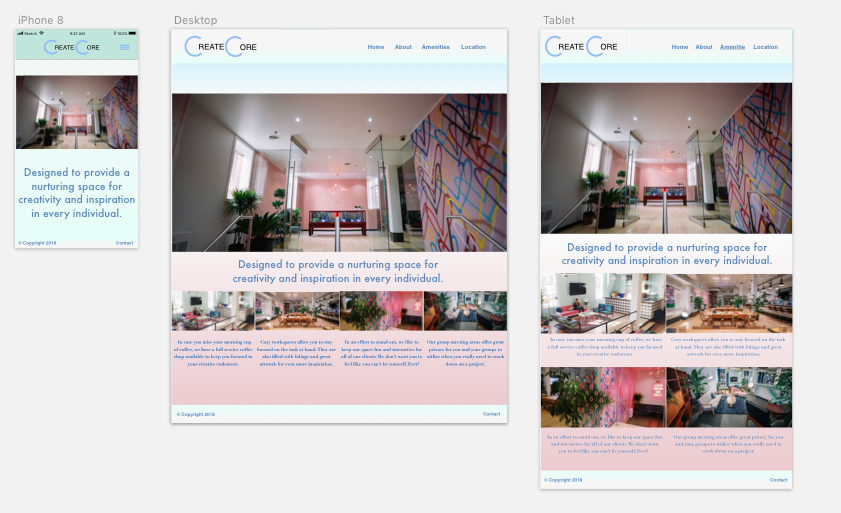 iPhone 8
Sketch
9:41 AM
100%
CREATE CORE
Designed to provide a
nurturing space for
creativity and inspiration
in every individual.
© Copyright 2018
Contact
Desktop
CREATE CORE
Home About Amenities Location
Designed to provide a nurturing space for
creativity and inspiration in every individual.
In case you miss your morning cup
of coffee, we have a full service coffee
shop available to keep you focused in
your creative endeavors.
Cozy workspaces allow you to stay
focused on the task at hand. They are
also filled with foliage and great
artwork for even more inspiration.
In an effort to stand out, we like to
keep our space fun and interactive for
all of our clients. We don't want you to
feel like you can't be yourself. Ever!
Our group meeting areas offer great
privacy for you and your groups to
utilize when you really need to crack
down on a project.
© Copyright 2018
Contact
Tablet
CREATE CORE
Home About Amenitie Location
Designed to provide a nurturing space for
creativity and inspiration in every individual.
In case you miss your morning cup of coffee, we have
a full service coffee shop available to keep you focused
in your creative endeavors.
Cozy workspaces allow you to stay focused on the task
at hand. They are also filled with foliage and great
artwork for even more inspiration.
In an effort to stand out, we like to keep our space fun
and interactive for all of our clients. We don't want
you to feel like you can't be yourself. Ever!
Our group meeting areas offer great privacy for you
and your groups to utilize when you really need to
crack down on a project.
© Copyright 2018
Contact